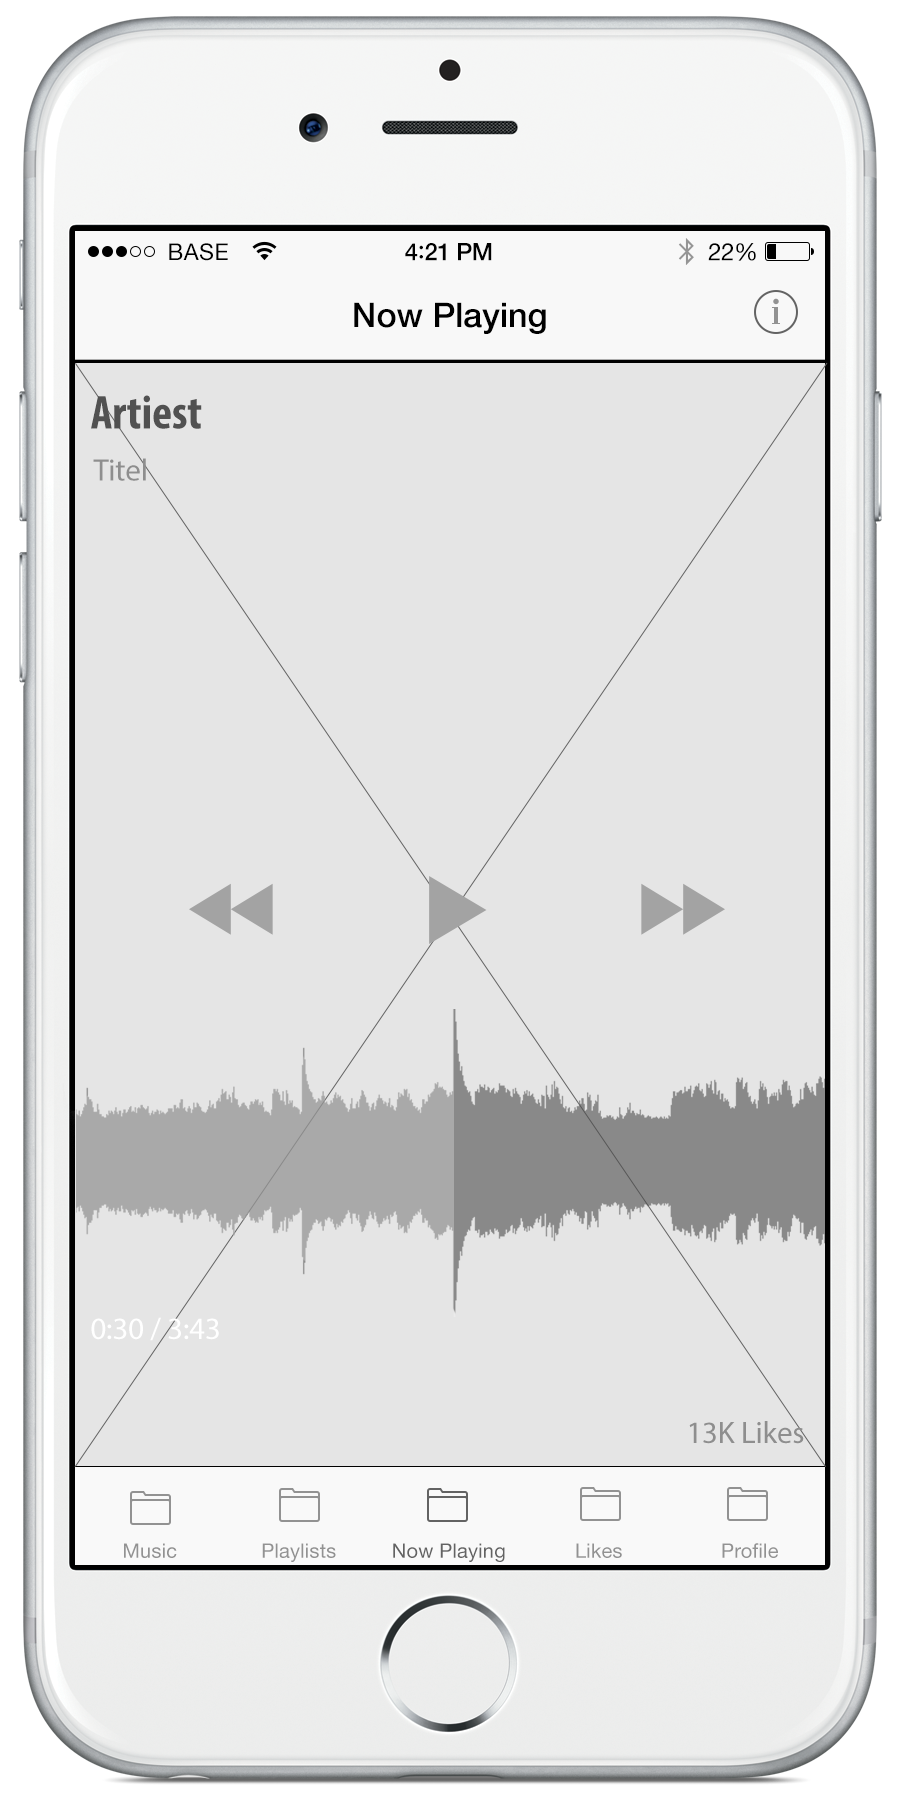 BASE 4:21 PM 22%
Now Playing i
Artiest
Titel
0:30 / 3:43
13K Likes
Music Playlists Now Playing Likes Profile